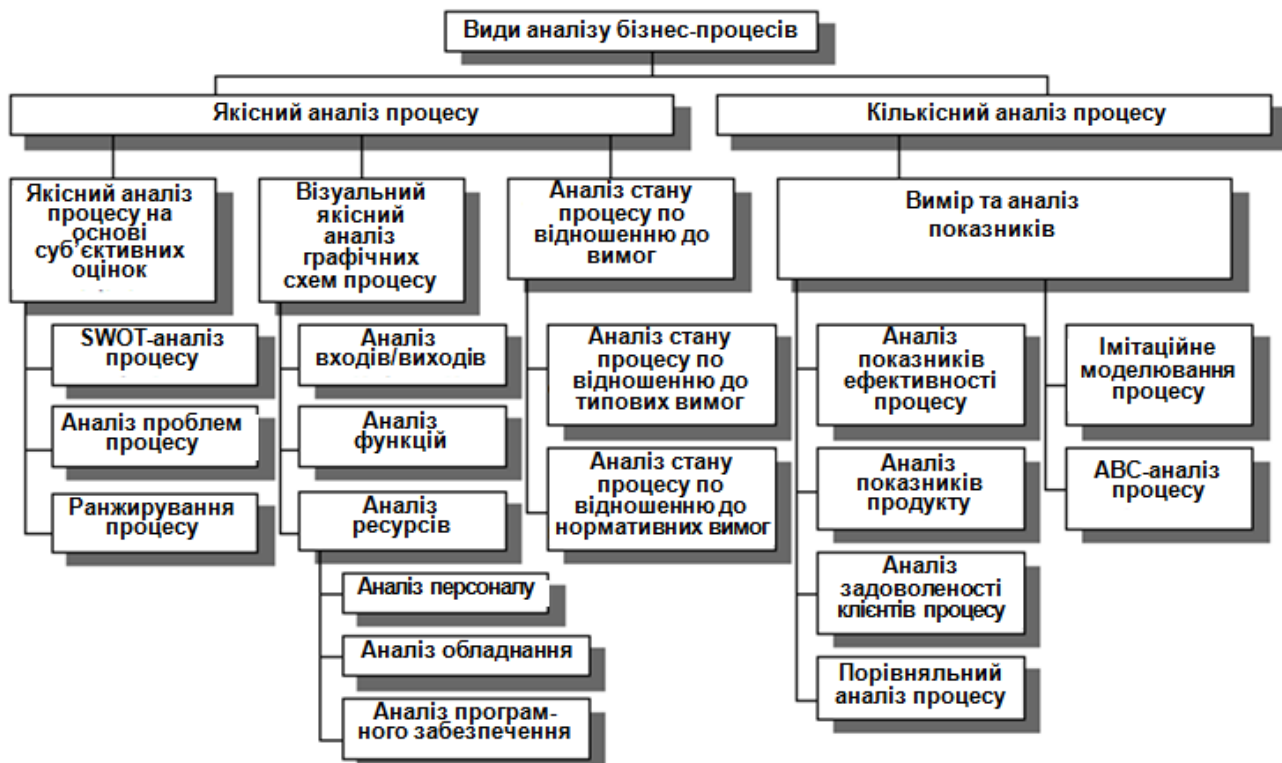 Види аналізу бізнес-процесів
Якісний аналіз процесу
Кількісний аналіз процесу
Якісний аналіз
процесу на
основі
суб'єктивних
оцінок
Візуальний
якісний
аналіз
графічних
схем процесу
Аналіз стану
процесу по
відношенню до
вимог
Вимір та аналіз
показників
SWOT-аналіз
процесу
Аналіз проблем
процесу
Ранжирування
процесу
Аналіз
входів/виходів
Аналіз
функцій
Аналіз
ресурсів
Аналіз персоналу
Аналіз обладнання
Аналіз програм-
ного забезпечення
Аналіз стану
процесу по
відношенню до
типових вимог
Аналіз стану
процесу по
відношенню до
нормативних вимог
Аналіз
показників
ефективності
процесу
Аналіз
показників
продукту
Аналіз
задоволеності
клієнтів процесу
Порівняльний
аналіз процесу
Імітаційне
моделювання
процесу
ABC-аналіз
процесу